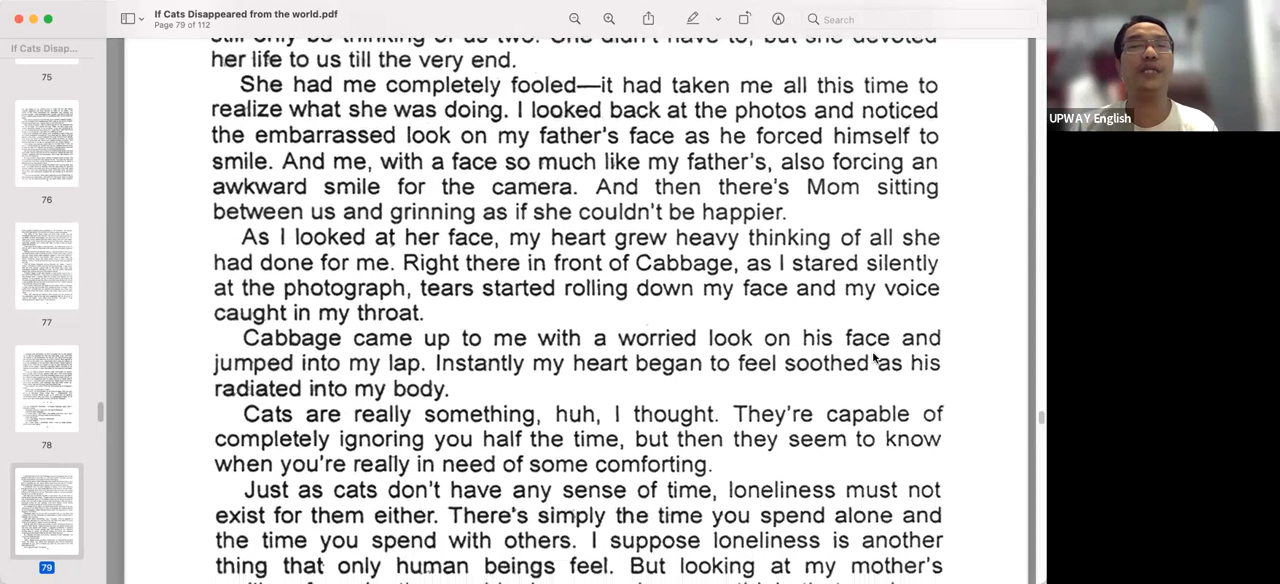 If Cats Disappeared from the world.pdf
Page 79 of 112
Search
If Cats Disap...
75
76
77
78
79
UPWAY English
her life to us till the very end.
She had me completely fooled—it had taken me all this time to
realize what she was doing. I looked back at the photos and noticed
the embarrassed look on my father's face as he forced himself to
smile. And me, with a face so much like my father's, also forcing an
awkward smile for the camera. And then there's Mom sitting
between us and grinning as if she couldn't be happier.
As I looked at her face, my heart grew heavy thinking of all she
had done for me. Right there in front of Cabbage, as I stared silently
at the photograph, tears started rolling down my face and my voice
caught in my throat.
Cabbage came up to me with a worried look on his face and
jumped into my lap. Instantly my heart began to feel soothed as his
radiated into my body.
Cats are really something, huh, I thought. They're capable of
completely ignoring you half the time, but then they seem to know
when you're really in need of some comforting.
Just as cats don't have any sense of time, loneliness must not
exist for them either. There's simply the time you spend alone and
the time you spend with others. I suppose loneliness is another
thing that only human beings feel. But looking at my mother's